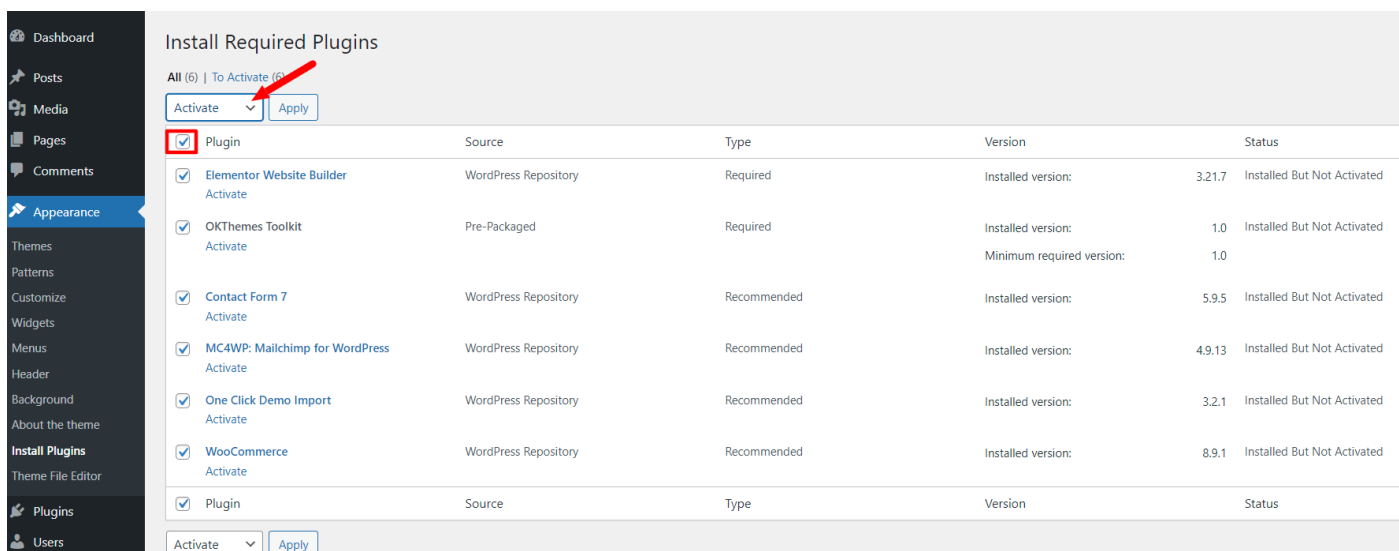 Dashboard
Posts
Media
Pages
Comments
Appearance
Themes
Patterns
Customize
Widgets
Menus
Header
Background
About the theme
Install Plugins
Theme File Editor
Plugins
Users
Install Required Plugins
All (6) | To Activate (6)
Activate Apply
Plugin Source Type Version Status
Elementor Website Builder WordPress Repository Required Installed version: 3.21.7 Installed But Not Activated
Activate
OKThemes Toolkit Pre-Packaged Required Installed version: 1.0 Installed But Not Activated
Activate
Minimum required version: 1.0
Contact Form 7 WordPress Repository Recommended Installed version: 5.9.5 Installed But Not Activated
Activate
MC4WP: Mailchimp for WordPress WordPress Repository Recommended Installed version: 4.9.13 Installed But Not Activated
Activate
One Click Demo Import WordPress Repository Recommended Installed version: 3.2.1 Installed But Not Activated
Activate
WooCommerce WordPress Repository Recommended Installed version: 8.9.1 Installed But Not Activated
Activate
Plugin Source Type Version Status
Activate Apply